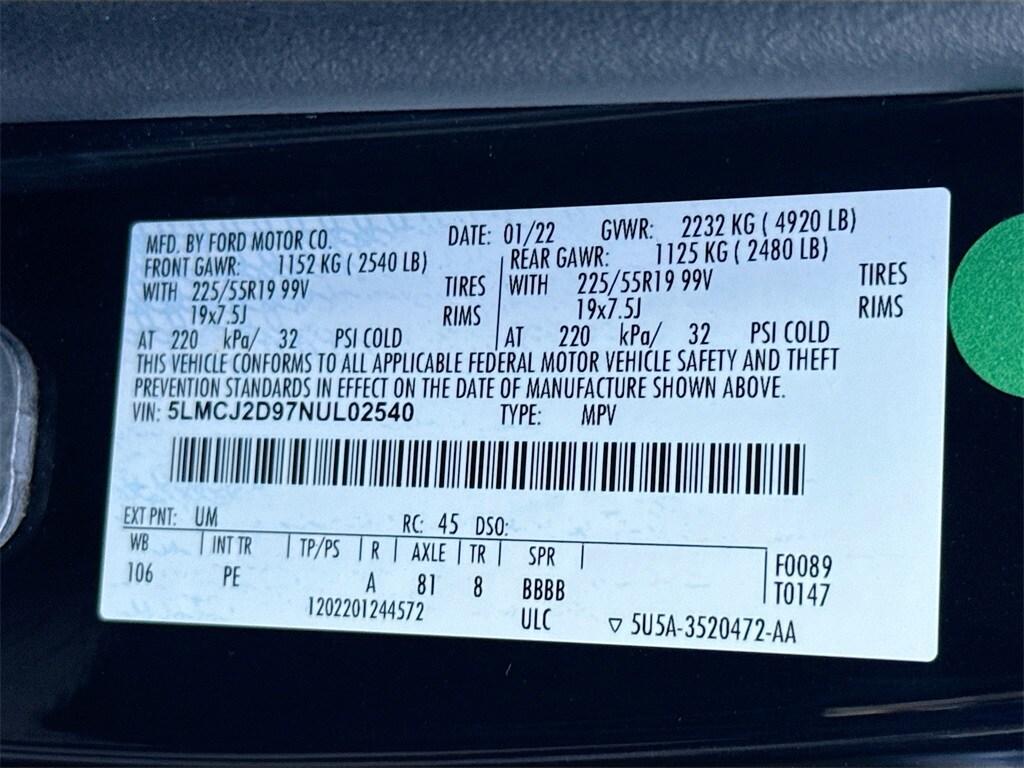 MFD. BY FORD MOTOR CO. DATE: 01/22 GVWR: 2232 KG ( 4920 LB)
FRONT GAWR: 1152 KG ( 2540 LB) REAR GAWR: 1125 KG ( 2480 LB)
WITH 225/55R19 99V TIRES WITH 225/55R19 99V TIRES
19x7.5J RIMS 19x7.5J RIMS
AT 220 kPa/ 32 PSI COLD AT 220 kPa/ 32 PSI COLD
THIS VEHICLE CONFORMS TO ALL APPLICABLE FEDERAL MOTOR VEHICLE SAFETY AND THEFT
PREVENTION STANDARDS IN EFFECT ON THE DATE OF MANUFACTURE SHOWN ABOVE.
VIN: 5LMCJ2D97NUL02540 TYPE: MPV
EXT PNT: UM RC: 45 DSO:
WB INT TR TP/PS R AXLE TR SPR F0089
106 PE A 81 8 BBBB T0147
1202201244572 ULC ▽ 5U5A-3520472-AA